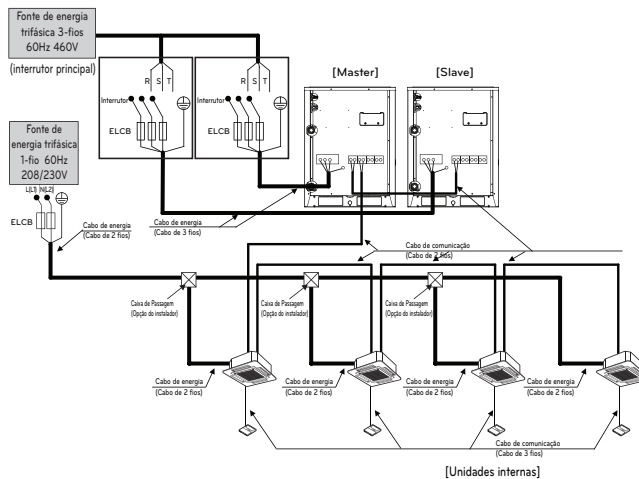 Fonte de energia
trifásica 3-fios
60Hz 460V
(interrutor principal)
R S T
R S T
Interrutor
Interrutor
ELCB
ELCB
[Master]
[Slave]
Fonte de
energia trifásica
1-fio 60Hz
208/230V
L(L1) N(L2)
ELCB
Cabo de energia
(Cabo de 2 fios)
Cabo de energia
(Cabo de 3 fios)
Cabo de comunicação
(Cabo de 2 fios)
Caixa de Passagem
(Opção do instalador)
Caixa de Passagem
(Opção do instalador)
Caixa de Passagem
(Opção do instalador)
Cabo de energia
(Cabo de 2 fios)
Cabo de energia
(Cabo de 2 fios)
Cabo de energia
(Cabo de 2 fios)
Cabo de energia
(Cabo de 2 fios)
Cabo de comunicação
(Cabo de 3 fios)
[Unidades internas]